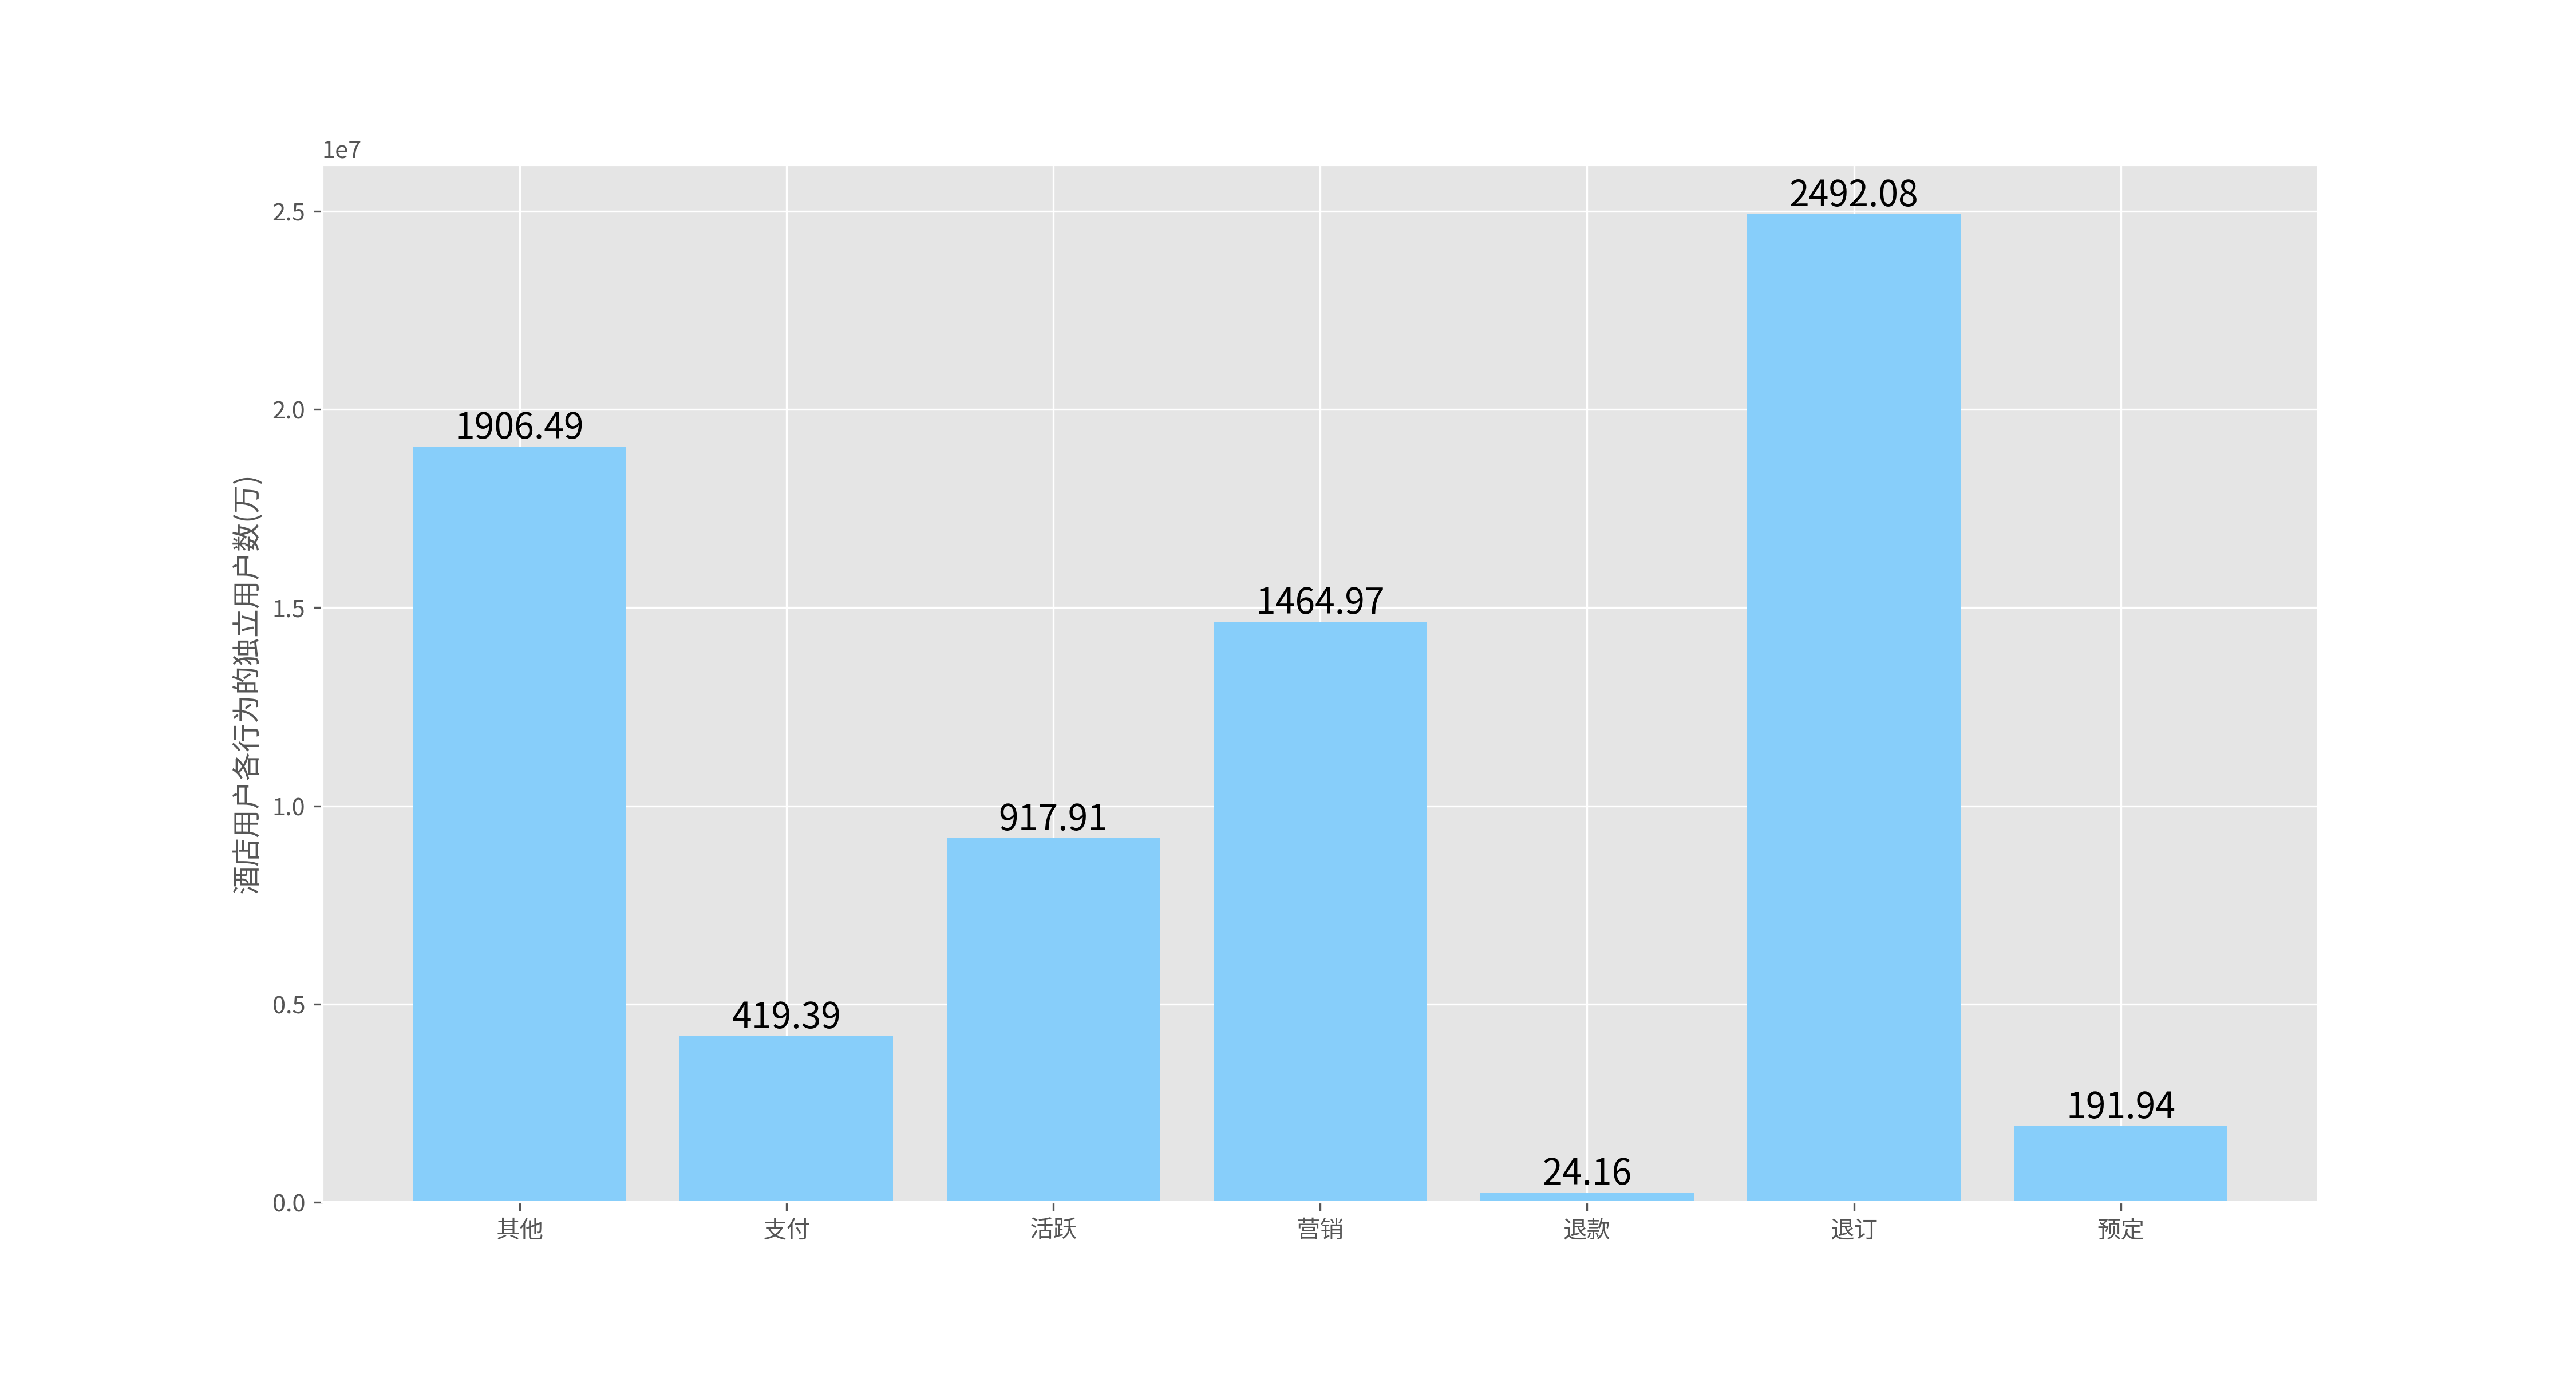 1e7
2.5
2.0
1.5
1.0
0.5
0.0
酒店用户各行为的独立用户数(万)
1906.49
419.39
917.91
1464.97
24.16
2492.08
191.94
其他
支付
活跃
营销
退款
退订
预定